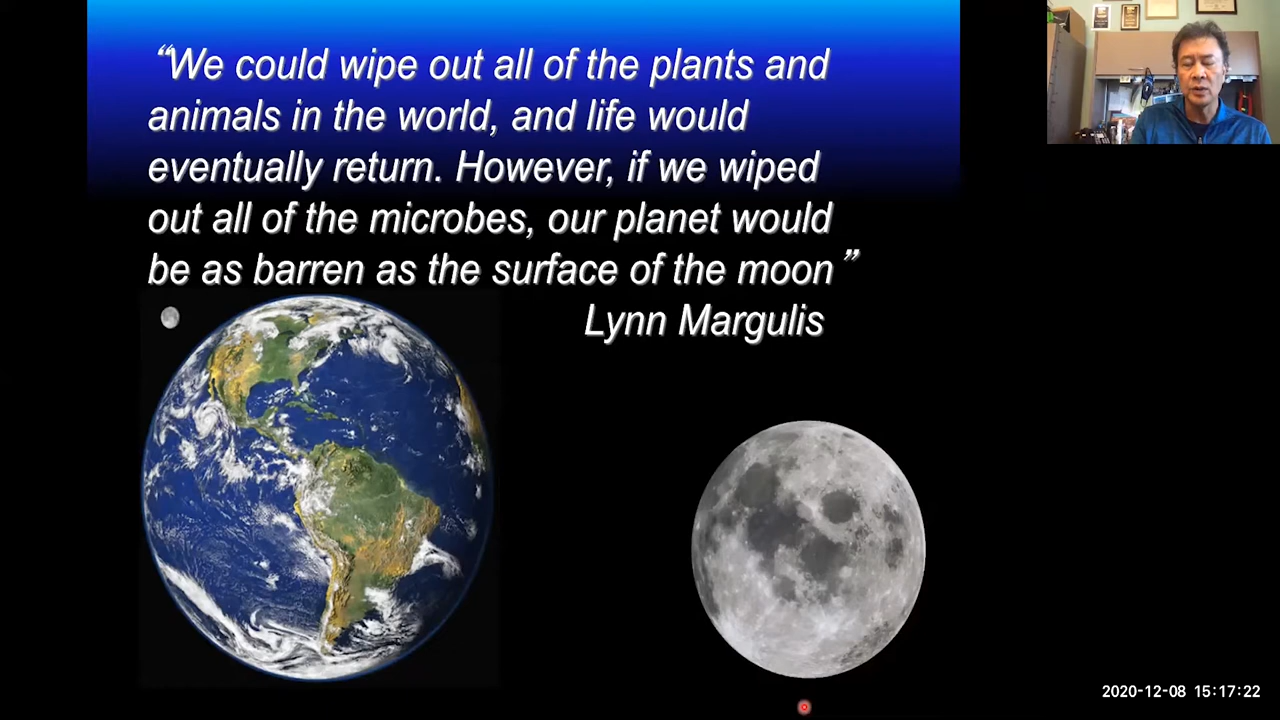 “We could wipe out all of the plants and
animals in the world, and life would
eventually return. However, if we wiped
out all of the microbes, our planet would
be as barren as the surface of the moon”
Lynn Margulis
2020-12-08 15:17:22